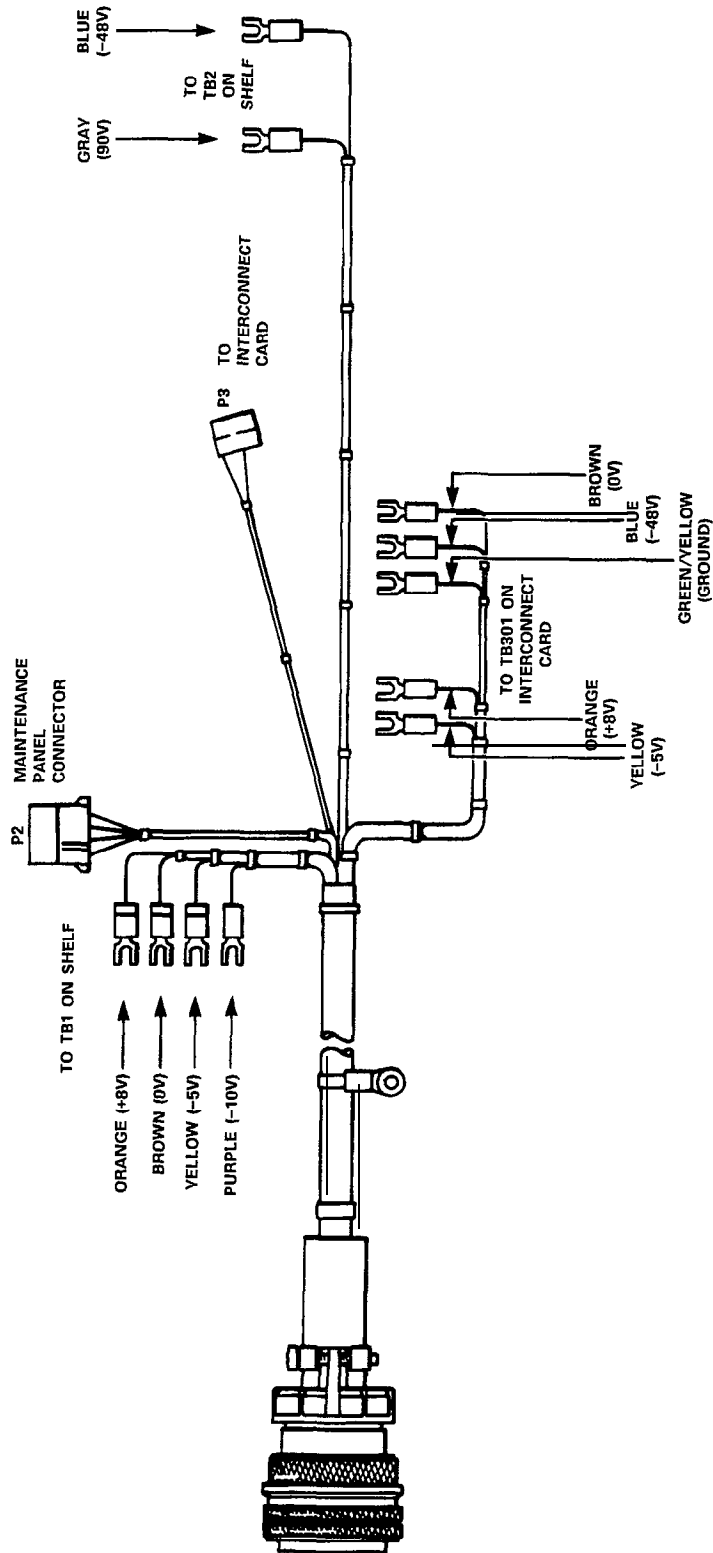 BLUE
(-48V)
TO
TB2
ON
SHELF
GRAY
(90V)
P3
TO
INTERCONNECT
CARD
MAINTENANCE
PANEL
CONNECTOR
P2
TO TB1 ON SHELF
ORANGE (+8V)
BROWN (0V)
YELLOW (-5V)
PURPLE (-10V)
BROWN
(0V)
BLUE
(-48V)
GREEN/YELLOW
(GROUND)
TO TB301 ON
INTERCONNECT
CARD
ORANGE
(+8V)
YELLOW
(-5V)